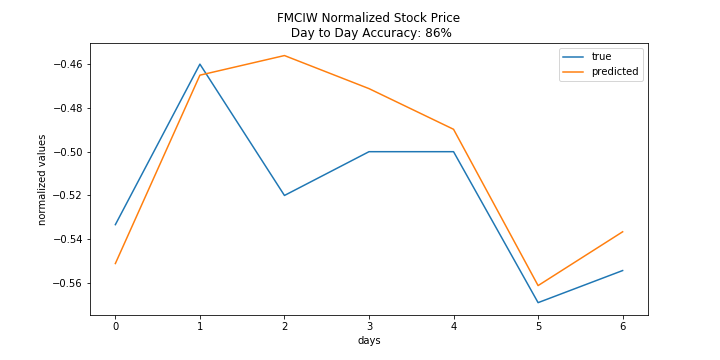 FMCIW Normalized Stock Price
Day to Day Accuracy: 86%
true
predicted
normalized values
−0.46
−0.48
−0.50
−0.52
−0.54
−0.56
0 1 2 3 4 5 6
days